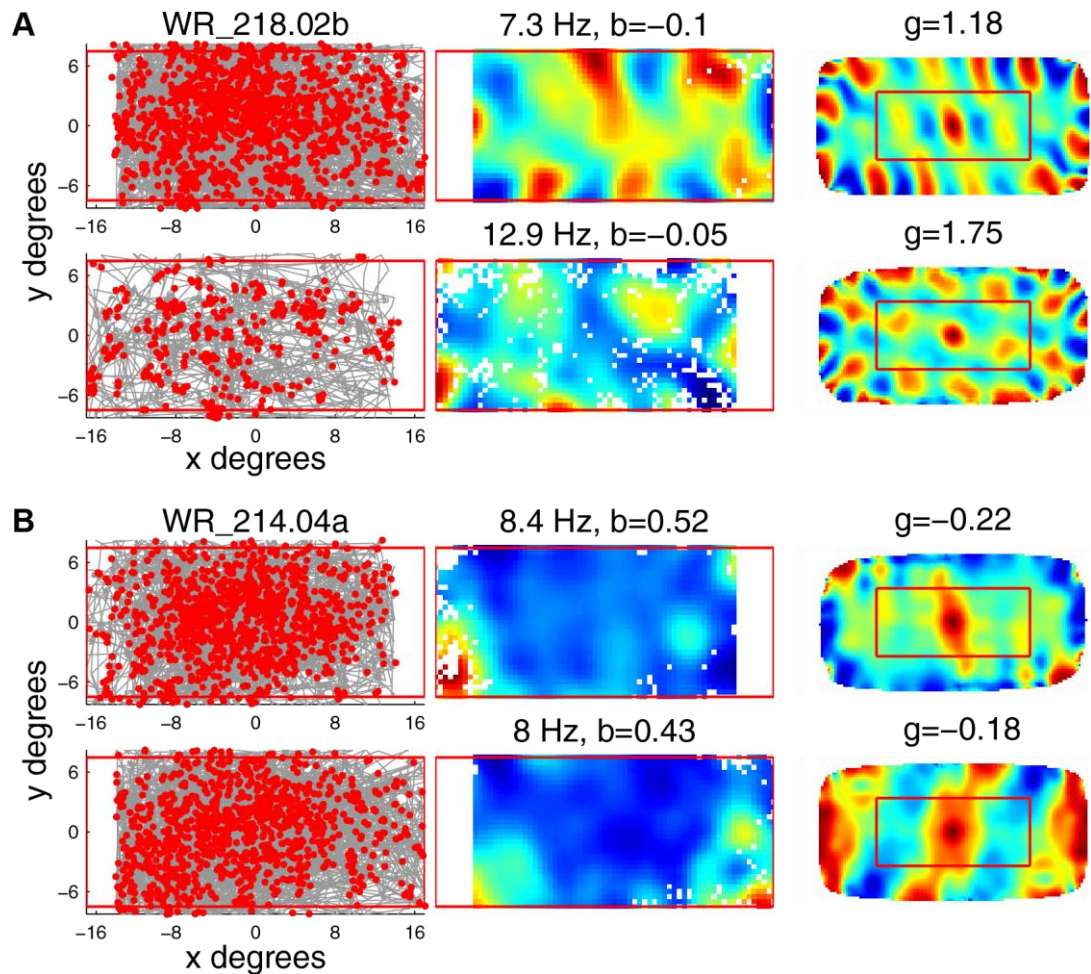 A
WR_218.02b
7.3 Hz, b=−0.1
g=1.18
y degrees
6
0
−6
−16
−8
0
8
16
12.9 Hz, b=−0.05
g=1.75
6
0
−6
−16
−8
0
8
16
x degrees
B
WR_214.04a
8.4 Hz, b=0.52
g=−0.22
y degrees
6
0
−6
−16
−8
0
8
16
8 Hz, b=0.43
g=−0.18
6
0
−6
−16
−8
0
8
16
x degrees